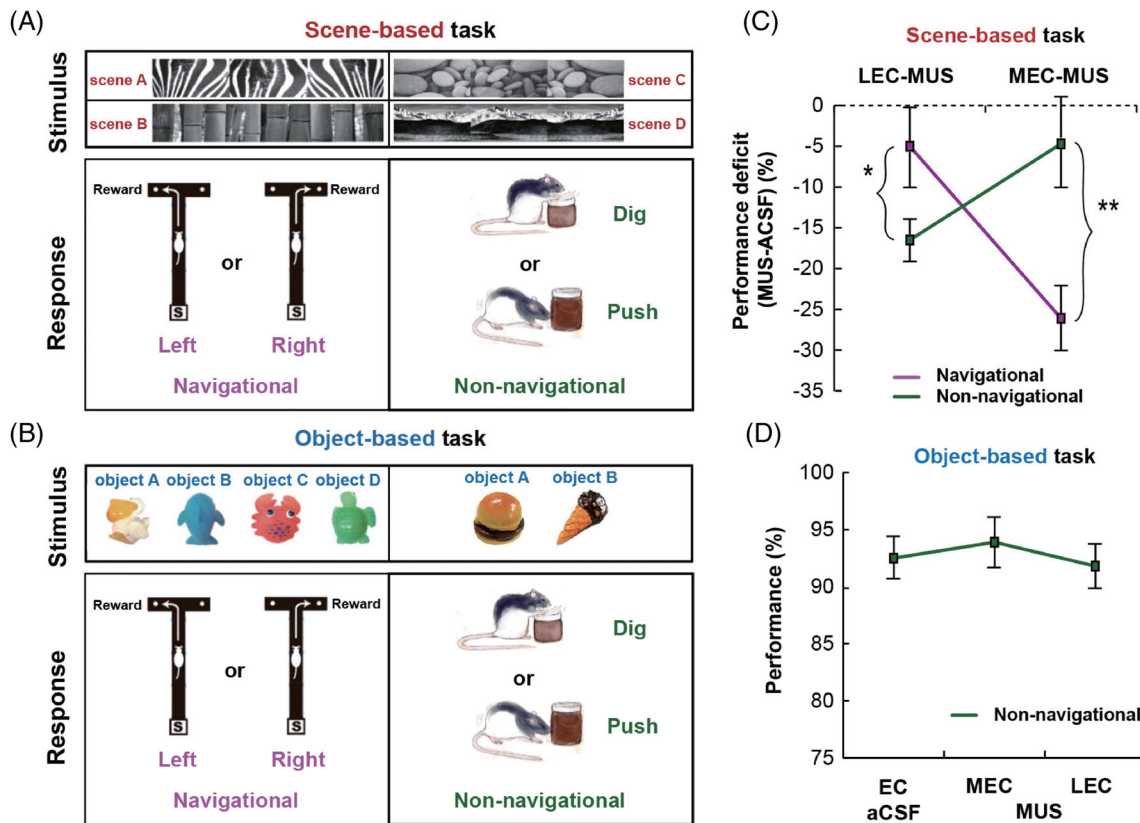 (A)
Scene-based task
Stimulus
scene A
scene C
scene B
scene D
Response
Reward
Reward
or
S
S
Left
Right
Navigational
Dig
or
Push
Non-navigational
(B)
Object-based task
Stimulus
object A
object B
object C
object D
object A
object B
Response
Reward
Reward
or
S
S
Left
Right
Navigational
Dig
or
Push
Non-navigational
(C)
Scene-based task
LEC-MUS
MEC-MUS
Performance deficit
(MUS-ACSF) (%)
0
-5
-10
-15
-20
-25
-30
-35
*
**
Navigational
Non-navigational
(D)
Object-based task
Performance (%)
100
95
90
85
80
75
Non-navigational
EC
MEC
LEC
aCSF
MUS